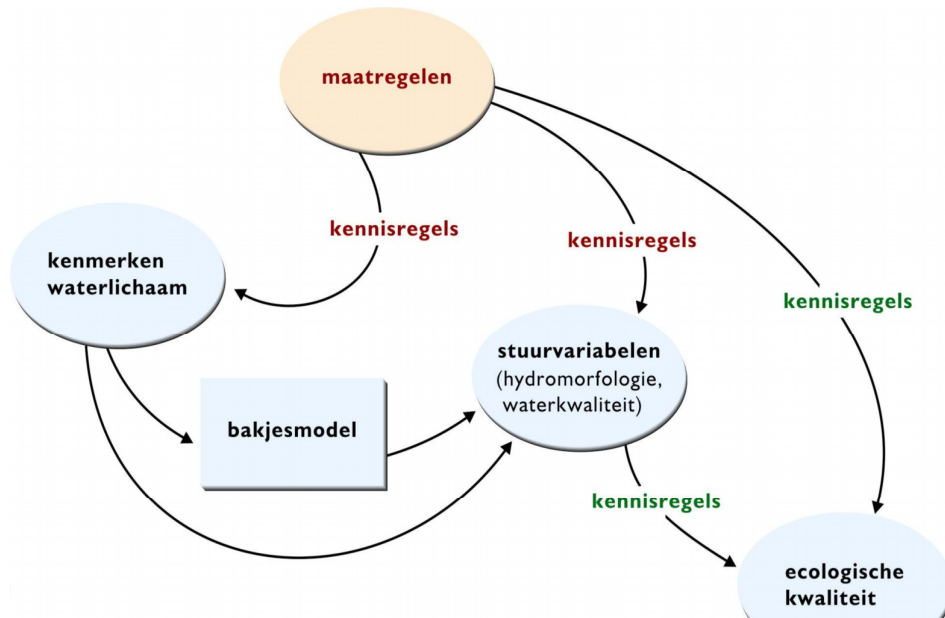 maatregelen
kennisregels
kennisregels
kenmerken
waterlichaam
kennisregels
stuurvariabelen
(hydromorfologie,
waterkwaliteit)
bakjesmodel
kennisregels
ecologische
kwaliteit